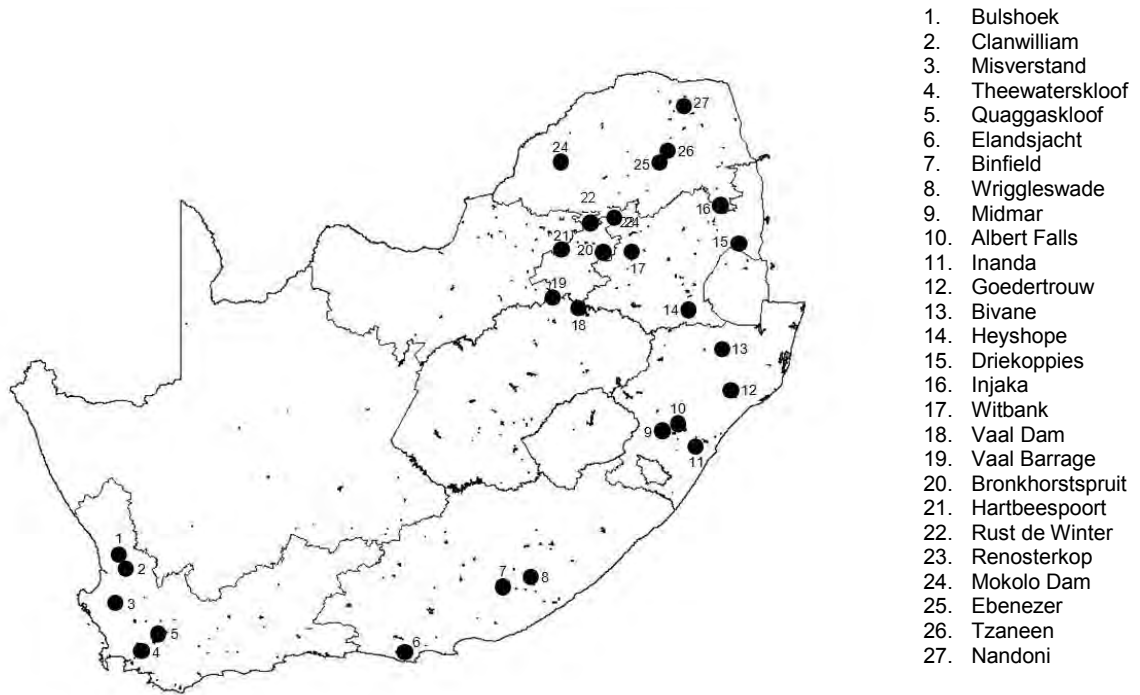 1. Bulshoek
2. Clanwilliam
3. Misverstand
4. Theewaterskloof
5. Quaggaskloof
6. Elandsjacht
7. Binfield
8. Wriggleswade
9. Midmar
10. Albert Falls
11. Inanda
12. Goedertrouw
13. Bivane
14. Heyshope
15. Driekoppies
16. Injaka
17. Witbank
18. Vaal Dam
19. Vaal Barrage
20. Bronkhorstspruit
21. Hartbeespoort
22. Rust de Winter
23. Renosterkop
24. Mokolo Dam
25. Ebenezer
26. Tzaneen
27. Nandoni
27
24
26
25
22
16
21
20
17
15
19
18
14
13
12
10
9
11
1
2
3
7
8
5
4
6